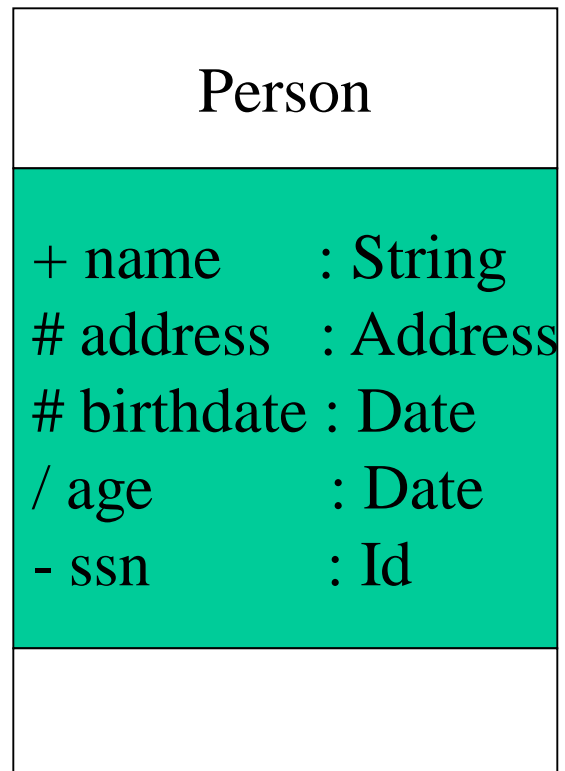 Person
+ name : String
# address : Address
# birthdate : Date
/ age : Date
- ssn : Id